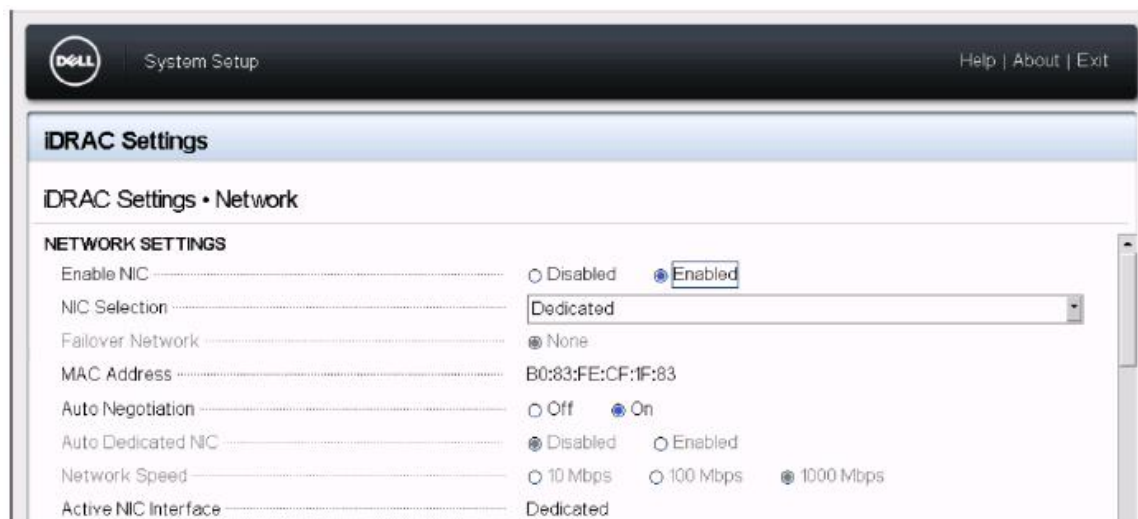 DELL System Setup Help | About | Exit
iDRAC Settings
iDRAC Settings • Network
NETWORK SETTINGS
Enable NIC Disabled Enabled
NIC Selection Dedicated
Failover Network None
MAC Address B0:83:FE:CF:1F:83
Auto Negotiation Off On
Auto Dedicated NIC Disabled Enabled
Network Speed 10 Mbps 100 Mbps 1000 Mbps
Active NIC Interface Dedicated